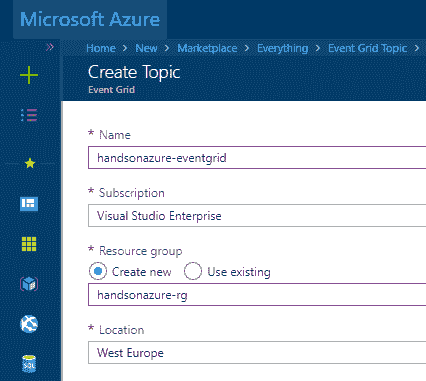 Microsoft Azure
»
Home > New > Marketplace > Everything > Event Grid Topic >
Create Topic
Event Grid
* Name
handsonazure-eventgrid
* Subscription
Visual Studio Enterprise
* Resource group
Create new Use existing
handsonazure-rg
* Location
West Europe
SQL